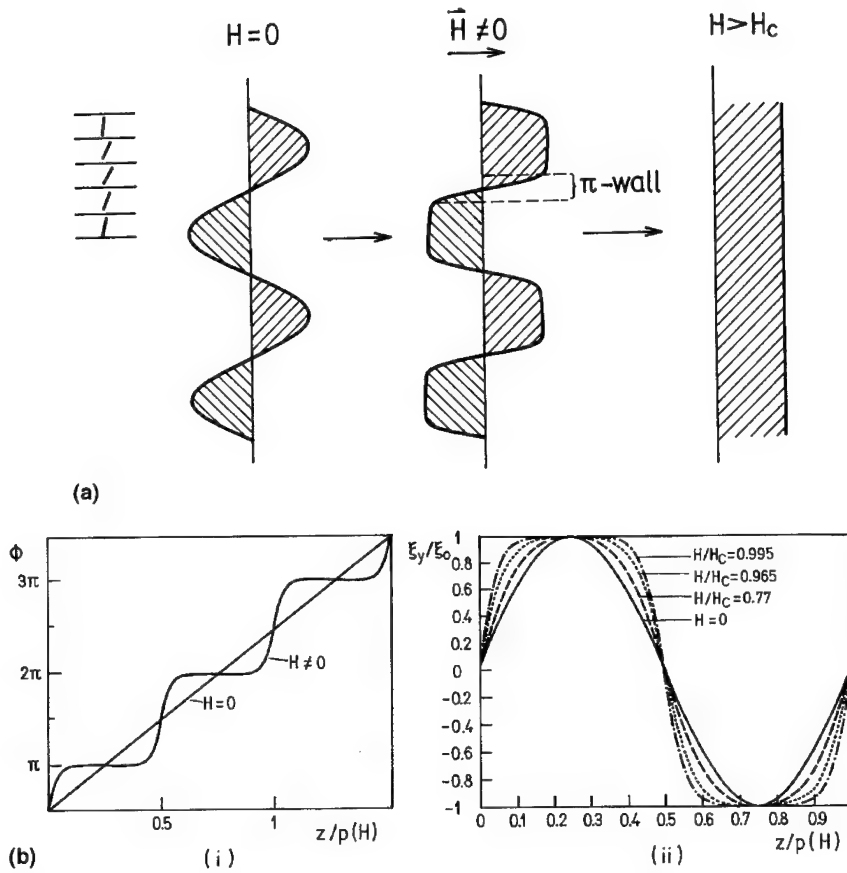 H=0
H≠0
H>Hc
π-wall
(a)
Φ
3π
2π
π
H≠0
H=0
0.5
1
z/p(H)
(b)
(i)
ξy/ξ0
1
0.8
0.6
0.4
0.2
0
-0.2
-0.4
-0.6
-0.8
-1
H/HC=0.995
H/HC=0.965
H/HC=0.77
H=0
0
0.1
0.2
0.3
0.4
0.5
0.6
0.7
0.8
0.9
z/p(H)
(ii)